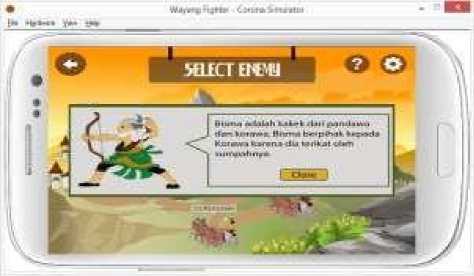 Wayang Fighter - Corona Simulator
File Hardware View Help
SELECT ENEMY
?
Bisma adalah kakek dari pandawa
dan korawa, Bisma berpihak kepada
Korawa karena dia terikat oleh
sumpahnya.
Close